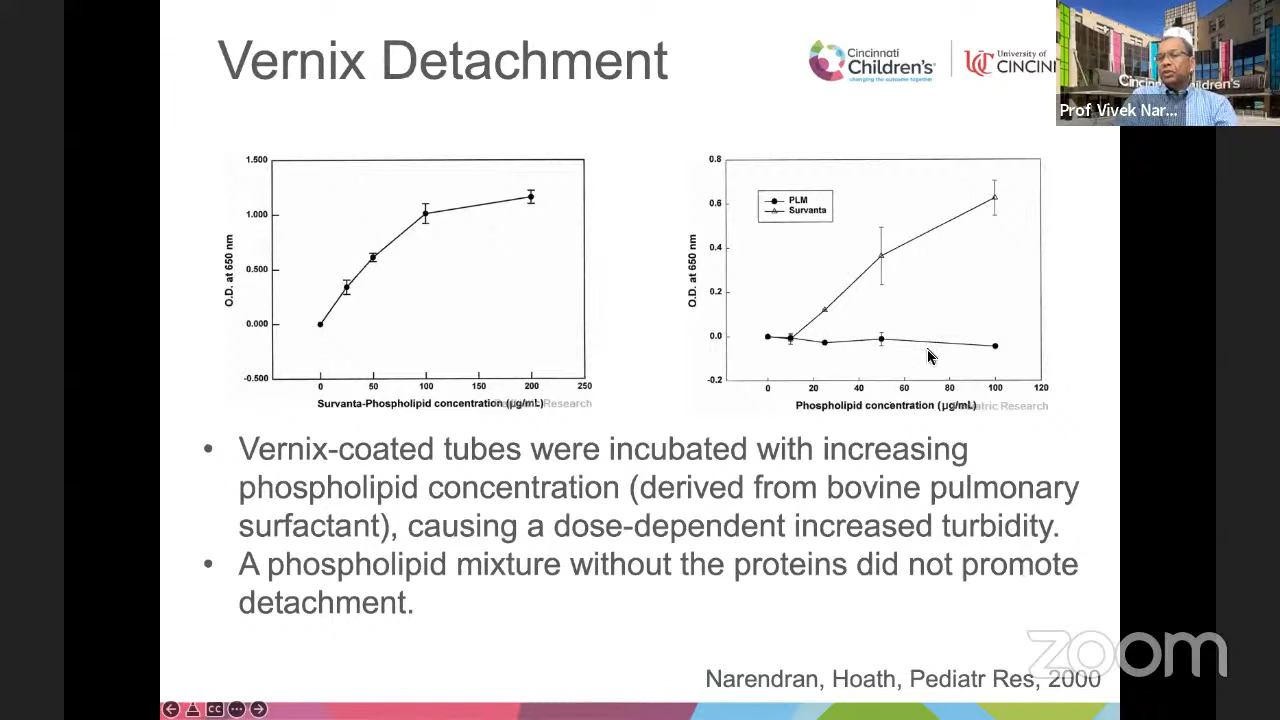 Vernix Detachment
Cincinnati
Children's
changing the outcome together
University of
CINCIN
Cincinnati Children's
Prof Vivek Nar...
1.500
1.000
0.500
0.000
-0.500
O.D. at 650 nm
0 50 100 150 200 250
Survanta-Phospholipid concentration (µg/mL)
Research
0.8
0.6
0.4
0.2
0.0
-0.2
O.D. at 650 nm
PLM
Survanta
0 20 40 60 80 100 120
Phospholipid concentration (µg/mL)
Pediatric Research
• Vernix-coated tubes were incubated with increasing
phospholipid concentration (derived from bovine pulmonary
surfactant), causing a dose-dependent increased turbidity.
• A phospholipid mixture without the proteins did not promote
detachment.
Narendran, Hoath, Pediatr Res, 2000
zoom
CC